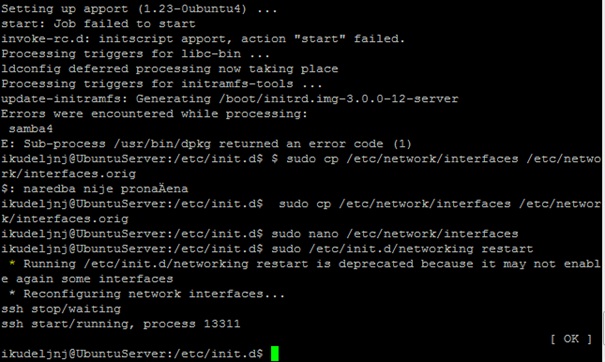 Setting up apport (1.23-0ubuntu4) ...
start: Job failed to start
invoke-rc.d: initscript apport, action "start" failed.
Processing triggers for libc-bin ...
ldconfig deferred processing now taking place
Processing triggers for initramfs-tools ...
update-initramfs: Generating /boot/initrd.img-3.0.0-12-server
Errors were encountered while processing:
 samba4
E: Sub-process /usr/bin/dpkg returned an error code (1)
ikudeljnj@UbuntuServer:/etc/init.d$ $ sudo cp /etc/network/interfaces /etc/netwo
rk/interfaces.orig
$: naredba nije pronaÄena
ikudeljnj@UbuntuServer:/etc/init.d$  sudo cp /etc/network/interfaces /etc/networ
k/interfaces.orig
ikudeljnj@UbuntuServer:/etc/init.d$ sudo nano /etc/network/interfaces
ikudeljnj@UbuntuServer:/etc/init.d$ sudo /etc/init.d/networking restart
 * Running /etc/init.d/networking restart is deprecated because it may not enabl
e again some interfaces
 * Reconfiguring network interfaces...
ssh stop/waiting
ssh start/running, process 13311
[ OK ]
ikudeljnj@UbuntuServer:/etc/init.d$